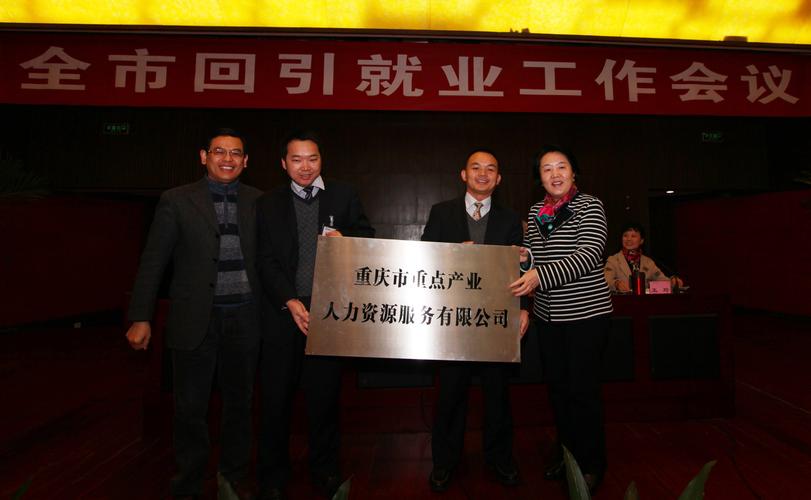 全市回引就业工作会议
重庆市重点产业
人力资源服务有限公司